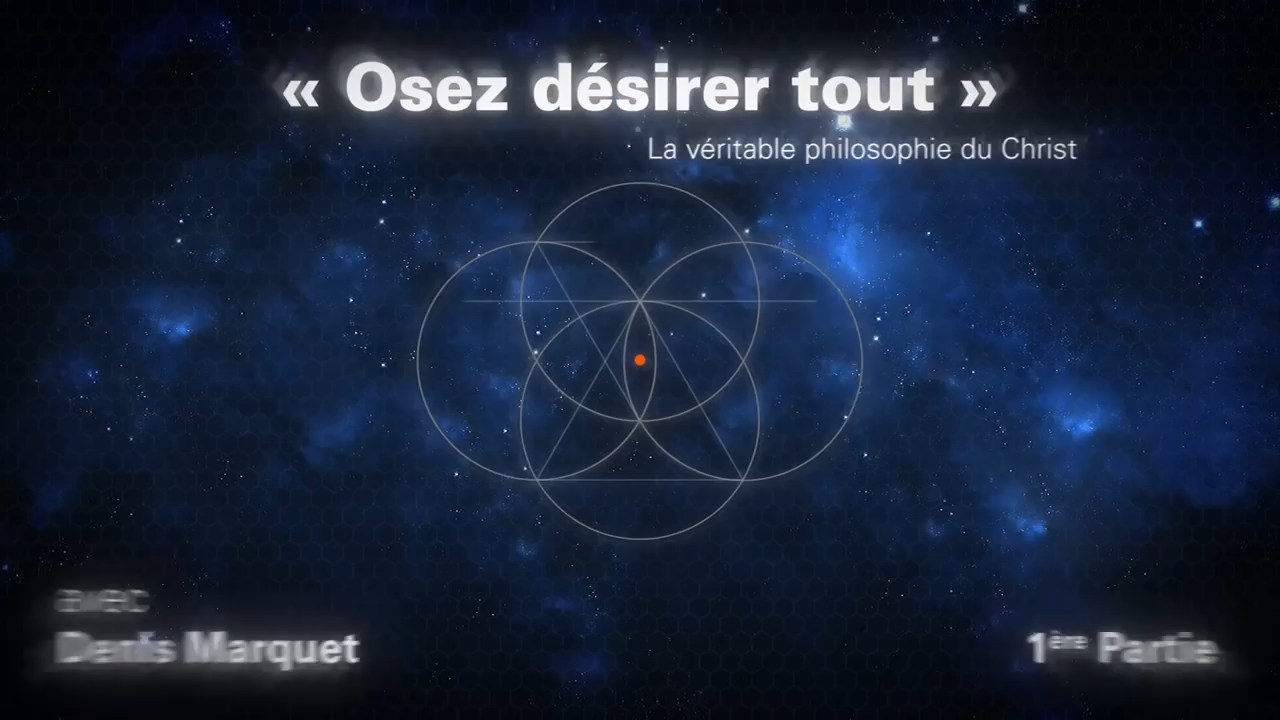 « Osez désirer tout »
La véritable philosophie du Christ
avec
Denis Marquet
1ère Partie